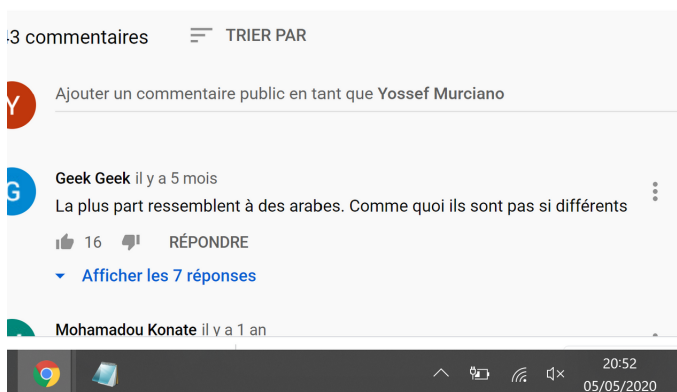 3 commentaires TRIER PAR
Y
Ajouter un commentaire public en tant que Yossef Murciano
G
Geek Geek il y a 5 mois
La plus part ressemblent à des arabes. Comme quoi ils sont pas si différents
16 RÉPONDRE
Afficher les 7 réponses
Mohamadou Konate il y a 1 an
20:52
05/05/2020